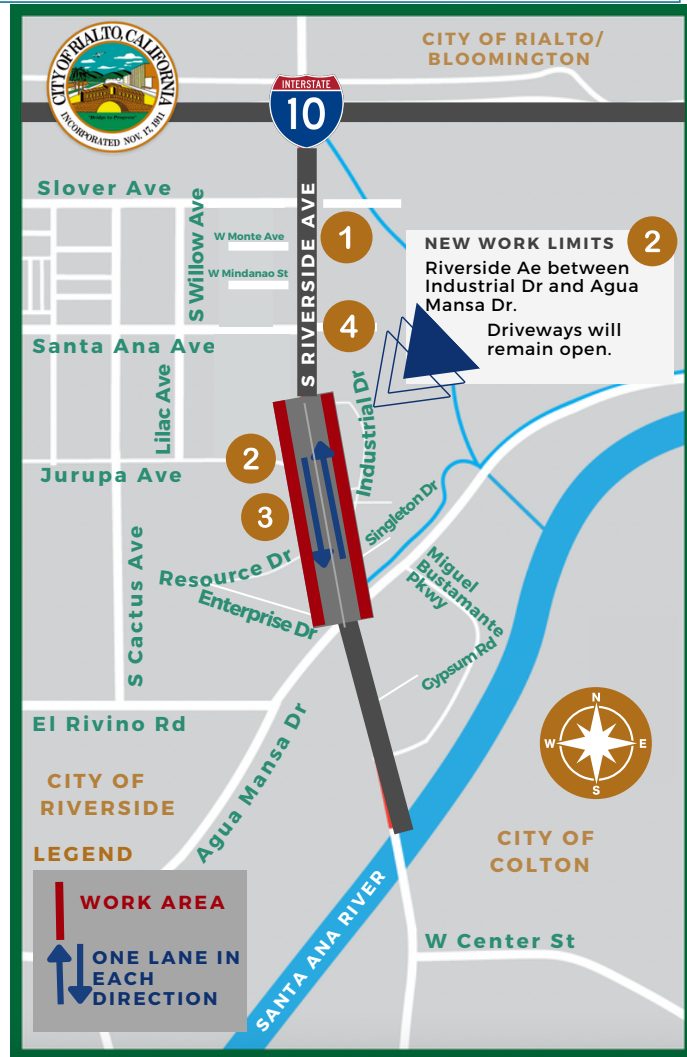 CITY OF RIALTO, CALIFORNIA
"Bridge to Progress"
INCORPORATED NOV. 17, 1911
CITY OF RIALTO/
BLOOMINGTON
INTERSTATE
10
Slover Ave
S Willow Ave
W Monte Ave
W Mindanao St
S RIVERSIDE AVE
1
NEW WORK LIMITS
2
Riverside Ae between
Industrial Dr and Agua
Mansa Dr.
Driveways will
remain open.
4
Santa Ana Ave
Lilac Ave
Industrial Dr
2
Jurupa Ave
3
Singleton Dr
S Cactus Ave
Resource Dr
Enterprise Dr
Miguel
Bustamante
Pkwy
Gypsum Rd
El Rivino Rd
Agua Mansa Dr
N
W
E
S
CITY OF
RIVERSIDE
CITY OF
COLTON
LEGEND
WORK AREA
ONE LANE IN
EACH
DIRECTION
SANTA ANA RIVER
W Center St